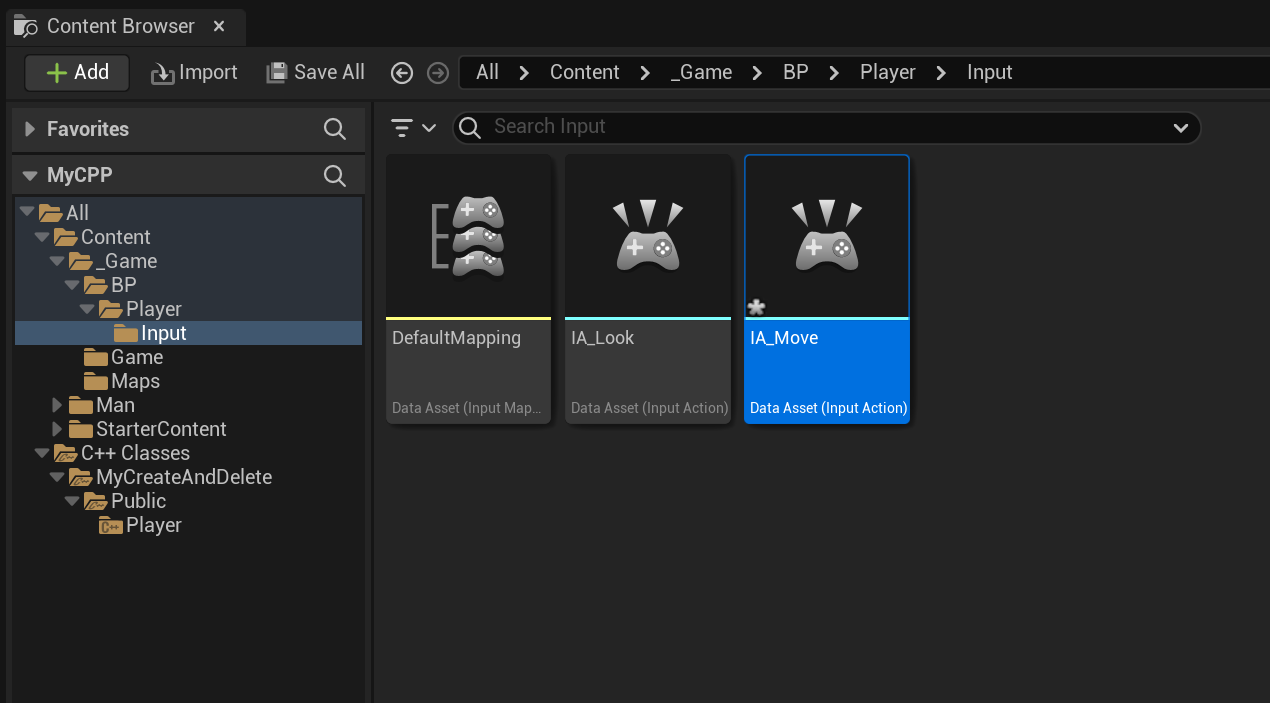 Content Browser
Add
Import
Save All
All
Content
_Game
BP
Player
Input
Favorites
Search Input
MyCPP
All
Content
_Game
BP
Player
Input
Game
Maps
Man
StarterContent
C++ Classes
MyCreateAndDelete
Public
C++
Player
DefaultMapping
Data Asset (Input Map...
IA_Look
Data Asset (Input Action)
IA_Move
Data Asset (Input Action)